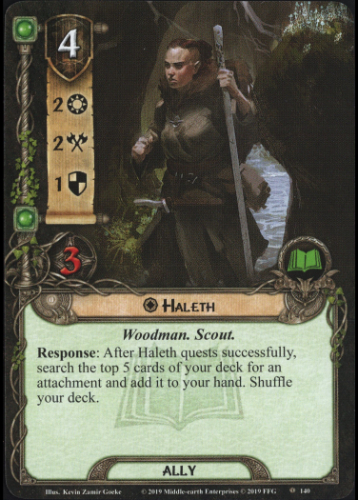 4
2
2
1
3
HALETH
Woodman. Scout.
Response: After Haleth quests successfully,
search the top 5 cards of your deck for an
attachment and add it to your hand. Shuffle
your deck.
ALLY
Illus. Kevin Zamir Goeke © 2019 Middle-earth Enterprises © 2019 FFG 140